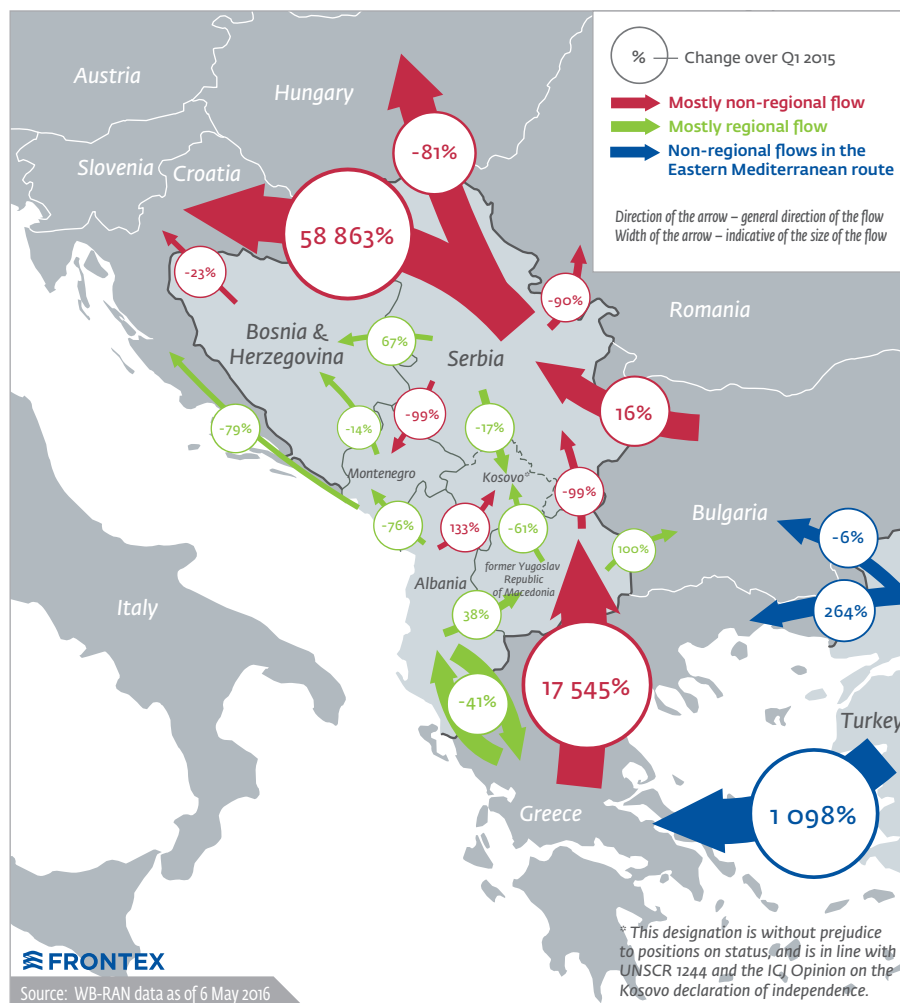 Austria
Hungary
Slovenia
Croatia
% Change over Q1 2015
Mostly non-regional flow
Mostly regional flow
Non-regional flows in the
Eastern Mediterranean route
Direction of the arrow – general direction of the flow
Width of the arrow – indicative of the size of the flow
-81%
58 863%
-23%
-90%
Romania
Bosnia &
Herzegovina
67%
Serbia
16%
-79%
-14%
-99%
-17%
Montenegro
Kosovo*
-99%
Bulgaria
-76%
133%
-61%
100%
-6%
Albania
former Yugoslav
Republic
of Macedonia
Italy
38%
264%
17 545%
-41%
Turkey
Greece
1 098%
* This designation is without prejudice
to positions on status, and is in line with
UNSCR 1244 and the ICJ Opinion on the
Kosovo declaration of independence.
FRONTEX
Source: WB-RAN data as of 6 May 2016